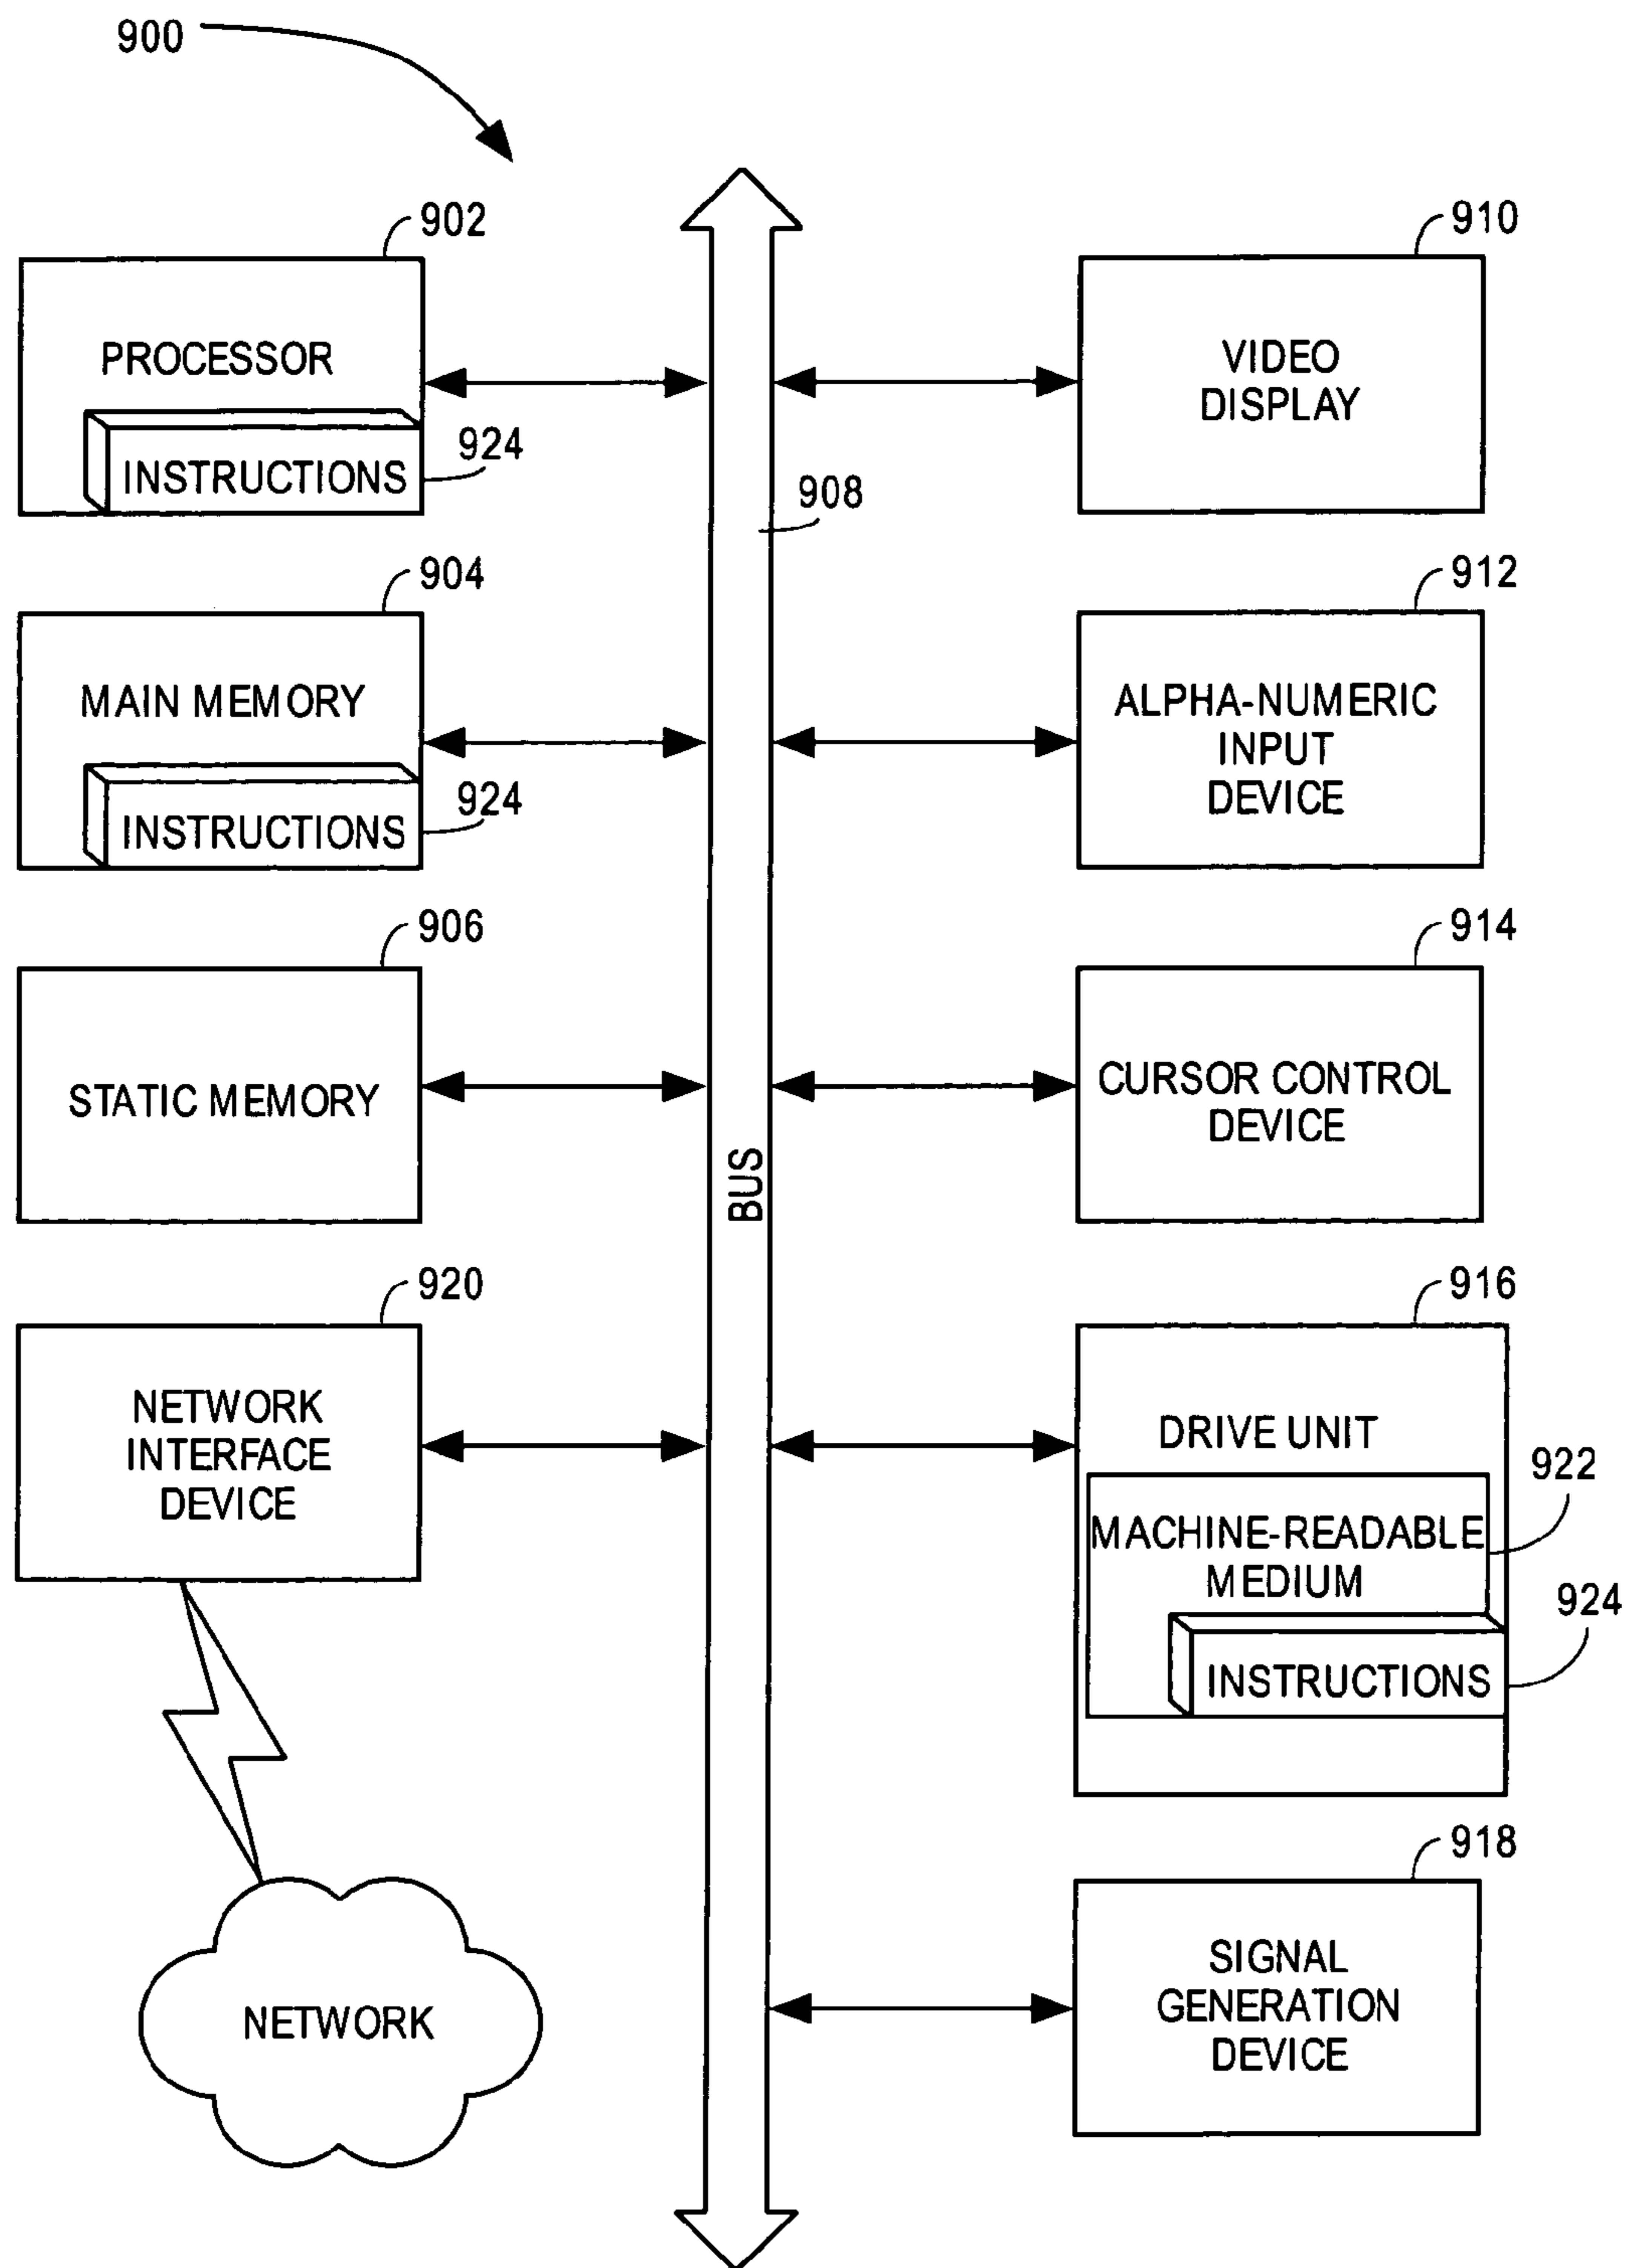 900
902
PROCESSOR
INSTRUCTIONS
924
904
MAIN MEMORY
INSTRUCTIONS
924
906
STATIC MEMORY
920
NETWORK
INTERFACE
DEVICE
NETWORK
908
BUS
910
VIDEO
DISPLAY
912
ALPHA-NUMERIC
INPUT
DEVICE
914
CURSOR CONTROL
DEVICE
916
DRIVE UNIT
922
MACHINE-READABLE
MEDIUM
924
INSTRUCTIONS
918
SIGNAL
GENERATION
DEVICE